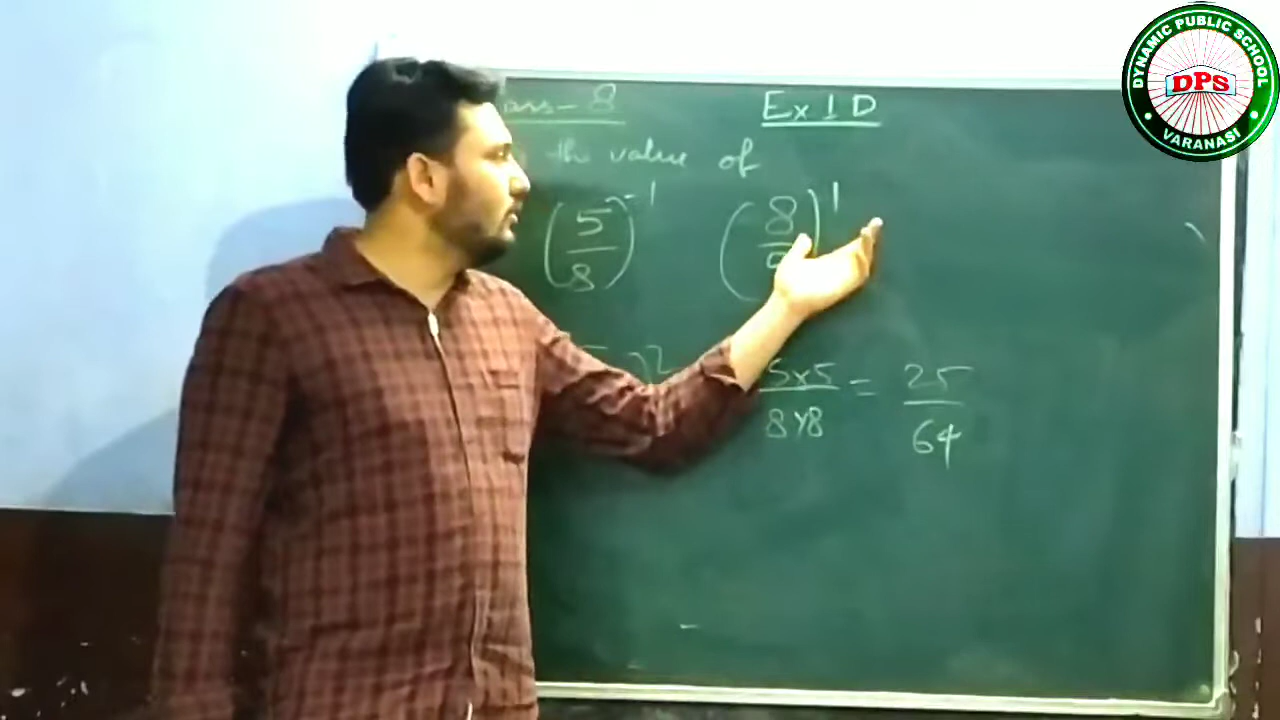 DYNAMIC PUBLIC SCHOOL
DPS
VARANASI
- 8
Ex 1 D
the value of
(5/8)^-1 (8/ )^1
2 5x5/8x8 = 25/64